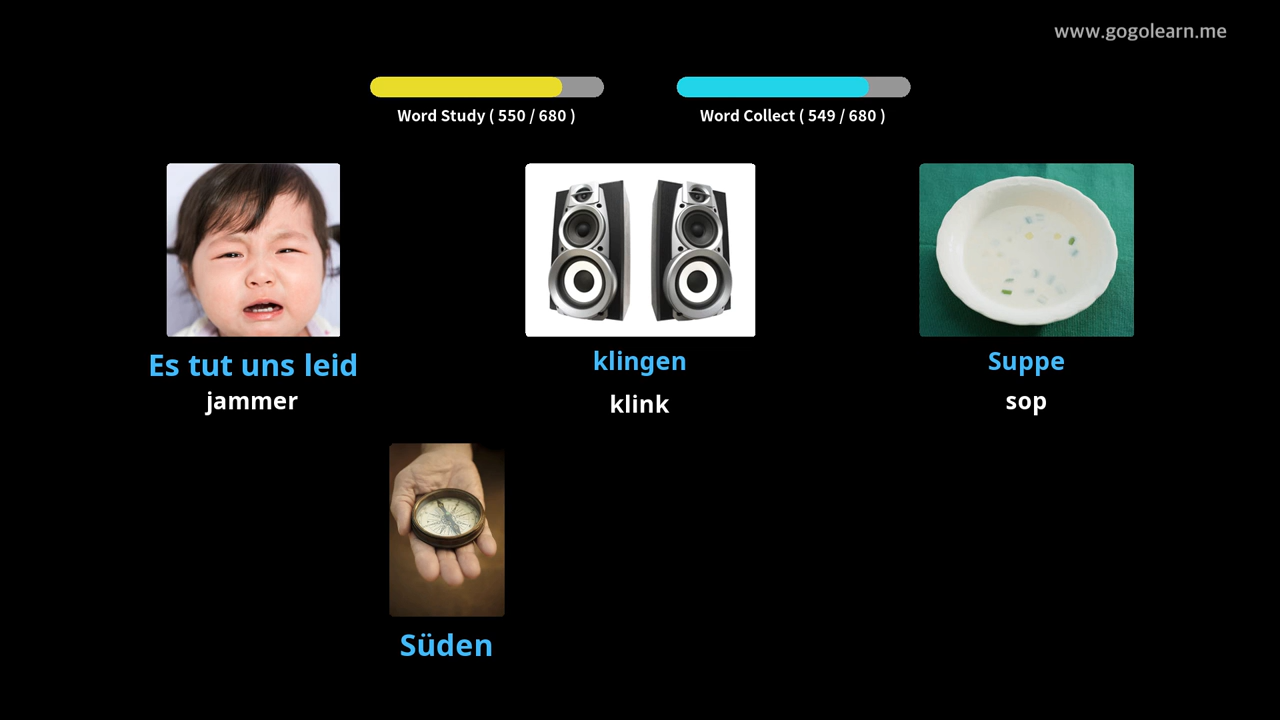 www.gogolearn.me
Word Study ( 550 / 680 )
Word Collect ( 549 / 680 )
Es tut uns leid
jammer
klingen
klink
Suppe
sop
Süden